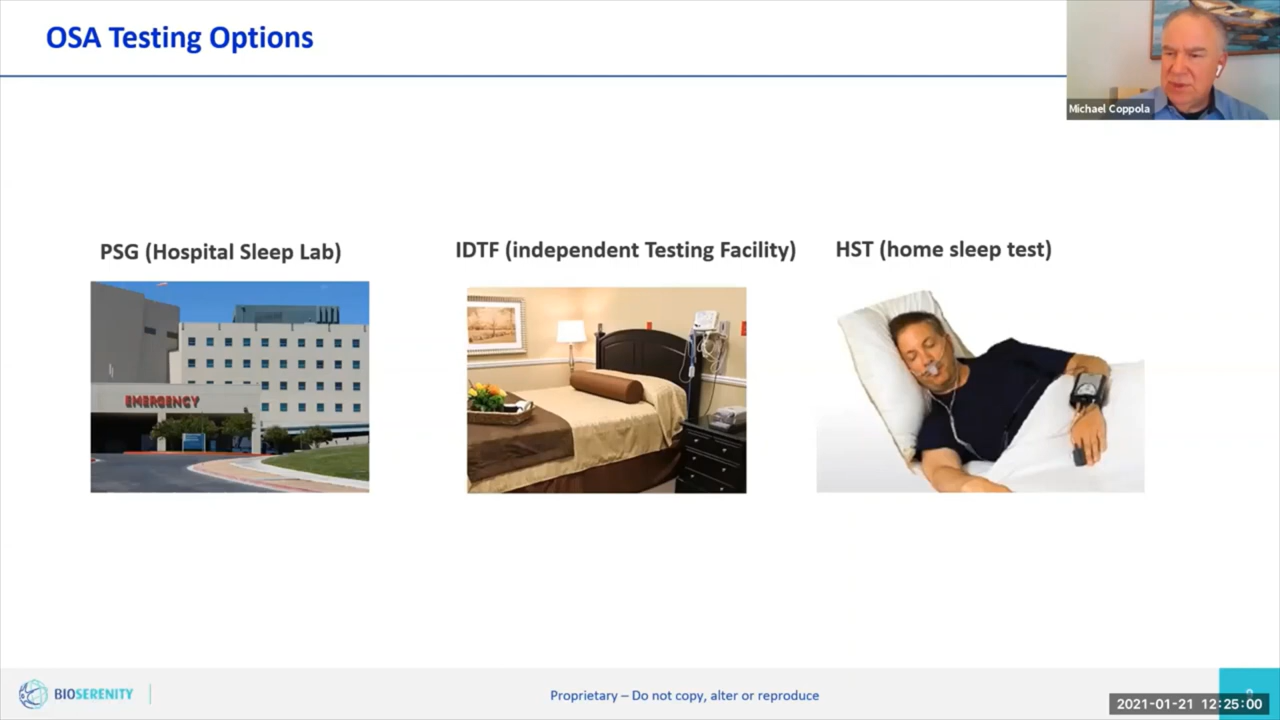 OSA Testing Options
Michael Coppola
PSG (Hospital Sleep Lab)
IDTF (independent Testing Facility)
HST (home sleep test)
EMERGENCY
BIOSERENITY
Proprietary – Do not copy, alter or reproduce
2021-01-21 12:25:00